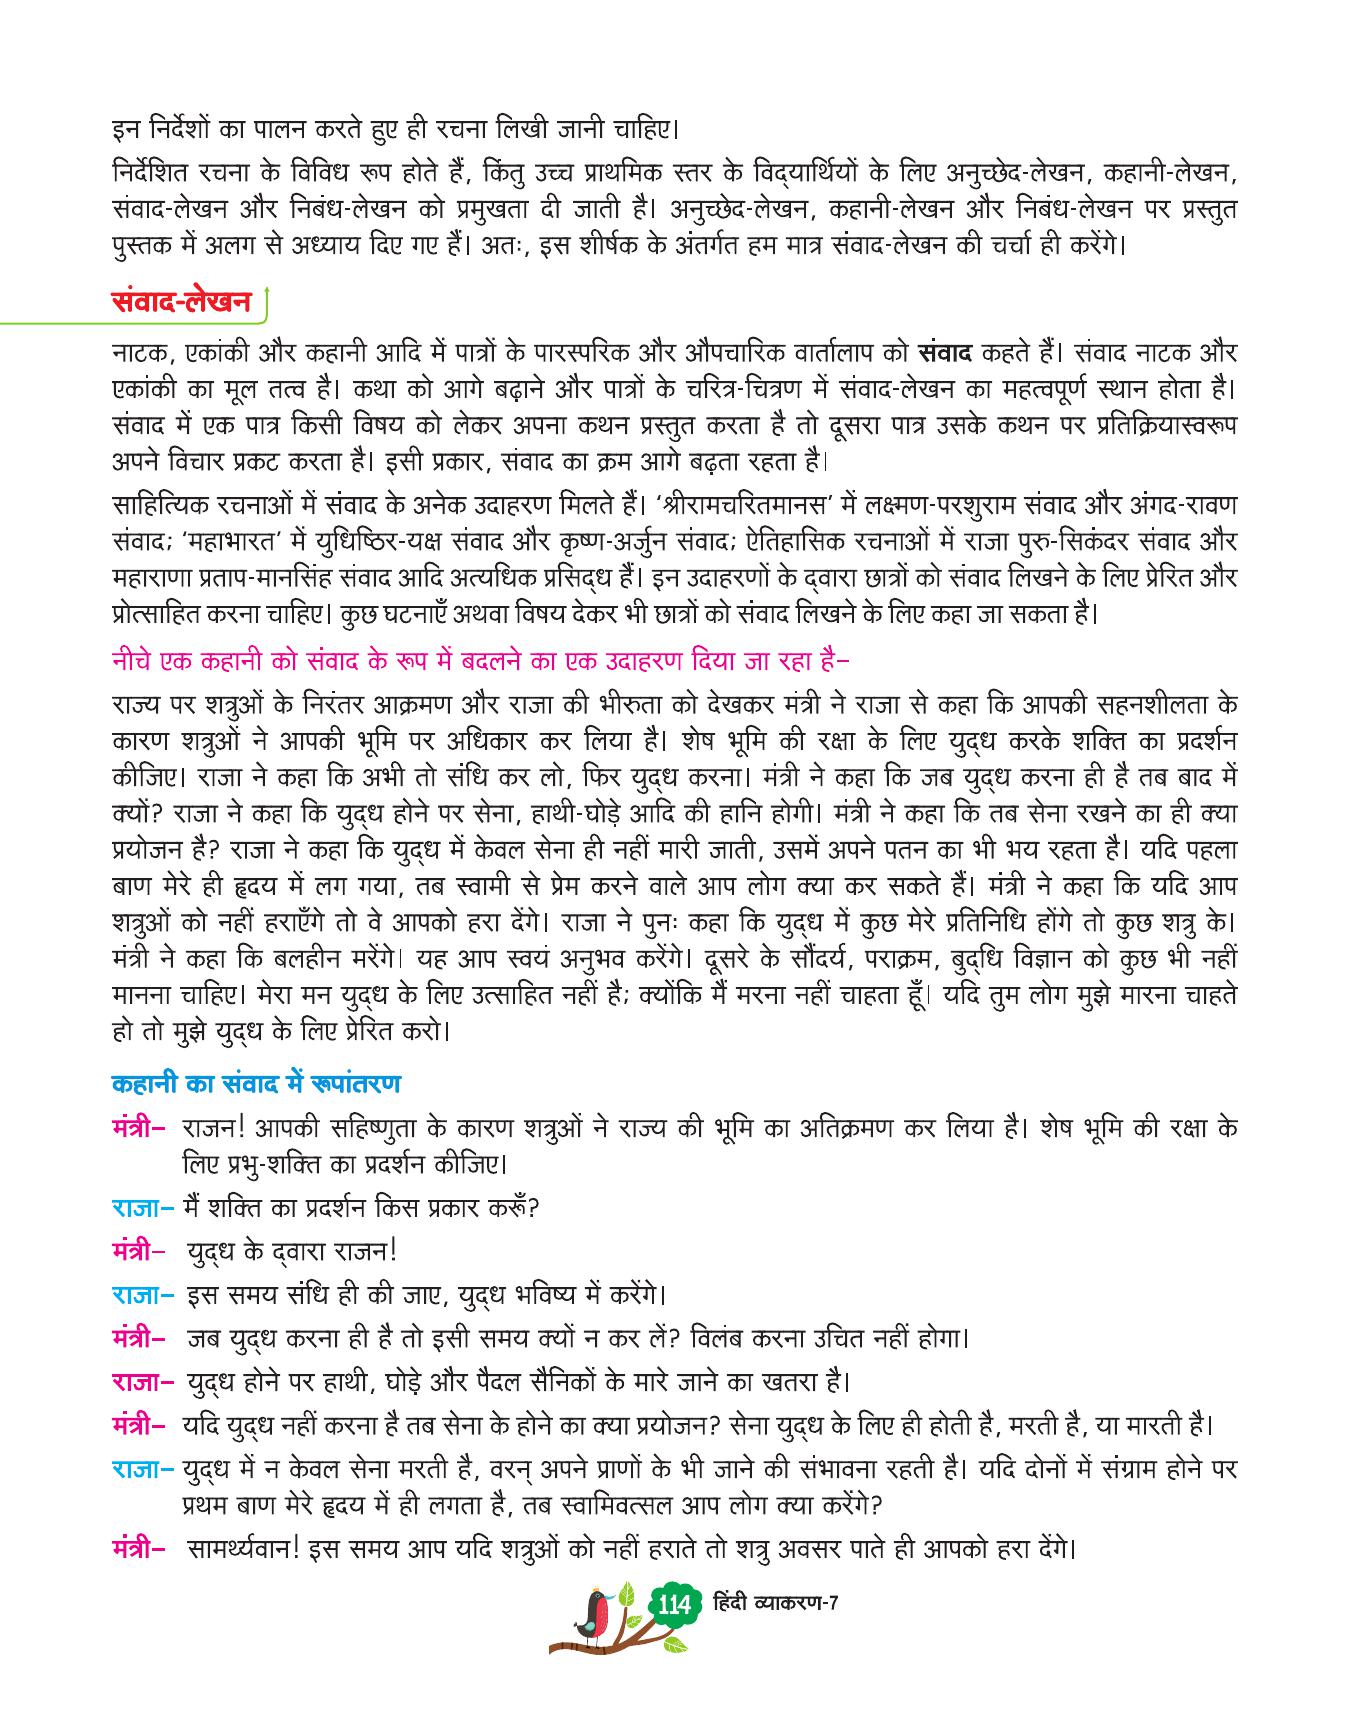 इन निर्देशों का पालन करते हुए ही रचना लिखी जानी चाहिए।
निर्देशित रचना के विविध रूप होते हैं, किंतु उच्च प्राथमिक स्तर के विद्‌यार्थियों के लिए अनुच्छेद-लेखन, कहानी-लेखन,
संवाद-लेखन और निबंध-लेखन को प्रमुखता दी जाती है। अनुच्छेद-लेखन, कहानी-लेखन और निबंध-लेखन पर प्रस्तुत
पुस्तक में अलग से अध्याय दिए गए हैं। अतः, इस शीर्षक के अंतर्गत हम मात्र संवाद-लेखन की चर्चा ही करेंगे।
संवाद-लेखन
नाटक, एकांकी और कहानी आदि में पात्रों के पारस्परिक और औपचारिक वार्तालाप को संवाद कहते हैं। संवाद नाटक और
एकांकी का मूल तत्व है। कथा को आगे बढ़ाने और पात्रों के चरित्र-चित्रण में संवाद-लेखन का महत्वपूर्ण स्थान होता है।
संवाद में एक पात्र किसी विषय को लेकर अपना कथन प्रस्तुत करता है तो दूसरा पात्र उसके कथन पर प्रतिक्रियास्वरूप
अपने विचार प्रकट करता है। इसी प्रकार, संवाद का क्रम आगे बढ़ता रहता है।
साहित्यिक रचनाओं में संवाद के अनेक उदाहरण मिलते हैं। ‘श्रीरामचरितमानस’ में लक्ष्मण-परशुराम संवाद और अंगद-रावण
संवाद; ‘महाभारत’ में युधिष्ठिर-यक्ष संवाद और कृष्ण-अर्जुन संवाद; ऐतिहासिक रचनाओं में राजा पुरु-सिकंदर संवाद और
महाराणा प्रताप-मानसिंह संवाद आदि अत्यधिक प्रसिद्‌ध हैं। इन उदाहरणों के द्‌वारा छात्रों को संवाद लिखने के लिए प्रेरित और
प्रोत्साहित करना चाहिए। कुछ घटनाएँ अथवा विषय देकर भी छात्रों को संवाद लिखने के लिए कहा जा सकता है।
नीचे एक कहानी को संवाद के रूप में बदलने का एक उदाहरण दिया जा रहा है–
राज्य पर शत्रुओं के निरंतर आक्रमण और राजा की भीरुता को देखकर मंत्री ने राजा से कहा कि आपकी सहनशीलता के
कारण शत्रुओं ने आपकी भूमि पर अधिकार कर लिया है। शेष भूमि की रक्षा के लिए युद्‌ध करके शक्ति का प्रदर्शन
कीजिए। राजा ने कहा कि अभी तो संधि कर लो, फिर युद्‌ध करना। मंत्री ने कहा कि जब युद्‌ध करना ही है तब बाद में
क्यों? राजा ने कहा कि युद्‌ध होने पर सेना, हाथी-घोड़े आदि की हानि होगी। मंत्री ने कहा कि तब सेना रखने का ही क्या
प्रयोजन है? राजा ने कहा कि युद्‌ध में केवल सेना ही नहीं मारी जाती, उसमें अपने पतन का भी भय रहता है। यदि पहला
बाण मेरे ही हृदय में लग गया, तब स्वामी से प्रेम करने वाले आप लोग क्या कर सकते हैं। मंत्री ने कहा कि यदि आप
शत्रुओं को नहीं हराएँगे तो वे आपको हरा देंगे। राजा ने पुनः कहा कि युद्‌ध में कुछ मेरे प्रतिनिधि होंगे तो कुछ शत्रु के।
मंत्री ने कहा कि बलहीन मरेंगे। यह आप स्वयं अनुभव करेंगे। दूसरे के सौंदर्य, पराक्रम, बुद्‌धि विज्ञान को कुछ भी नहीं
मानना चाहिए। मेरा मन युद्‌ध के लिए उत्साहित नहीं है; क्योंकि मैं मरना नहीं चाहता हूँ। यदि तुम लोग मुझे मारना चाहते
हो तो मुझे युद्‌ध के लिए प्रेरित करो।
कहानी का संवाद में रूपांतरण
मंत्री– राजन! आपकी सहिष्णुता के कारण शत्रुओं ने राज्य की भूमि का अतिक्रमण कर लिया है। शेष भूमि की रक्षा के
लिए प्रभु-शक्ति का प्रदर्शन कीजिए।
राजा– मैं शक्ति का प्रदर्शन किस प्रकार करूँ?
मंत्री– युद्‌ध के द्‌वारा राजन!
राजा– इस समय संधि ही की जाए, युद्‌ध भविष्य में करेंगे।
मंत्री– जब युद्‌ध करना ही है तो इसी समय क्यों न कर लें? विलंब करना उचित नहीं होगा।
राजा– युद्‌ध होने पर हाथी, घोड़े और पैदल सैनिकों के मारे जाने का खतरा है।
मंत्री– यदि युद्‌ध नहीं करना है तब सेना के होने का क्या प्रयोजन? सेना युद्‌ध के लिए ही होती है, मरती है, या मारती है।
राजा– युद्‌ध में न केवल सेना मरती है, वरन् अपने प्राणों के भी जाने की संभावना रहती है। यदि दोनों में संग्राम होने पर
प्रथम बाण मेरे हृदय में ही लगता है, तब स्वामिवत्सल आप लोग क्या करेंगे?
मंत्री– सामर्थ्यवान! इस समय आप यदि शत्रुओं को नहीं हराते तो शत्रु अवसर पाते ही आपको हरा देंगे।
114 हिंदी व्याकरण-7